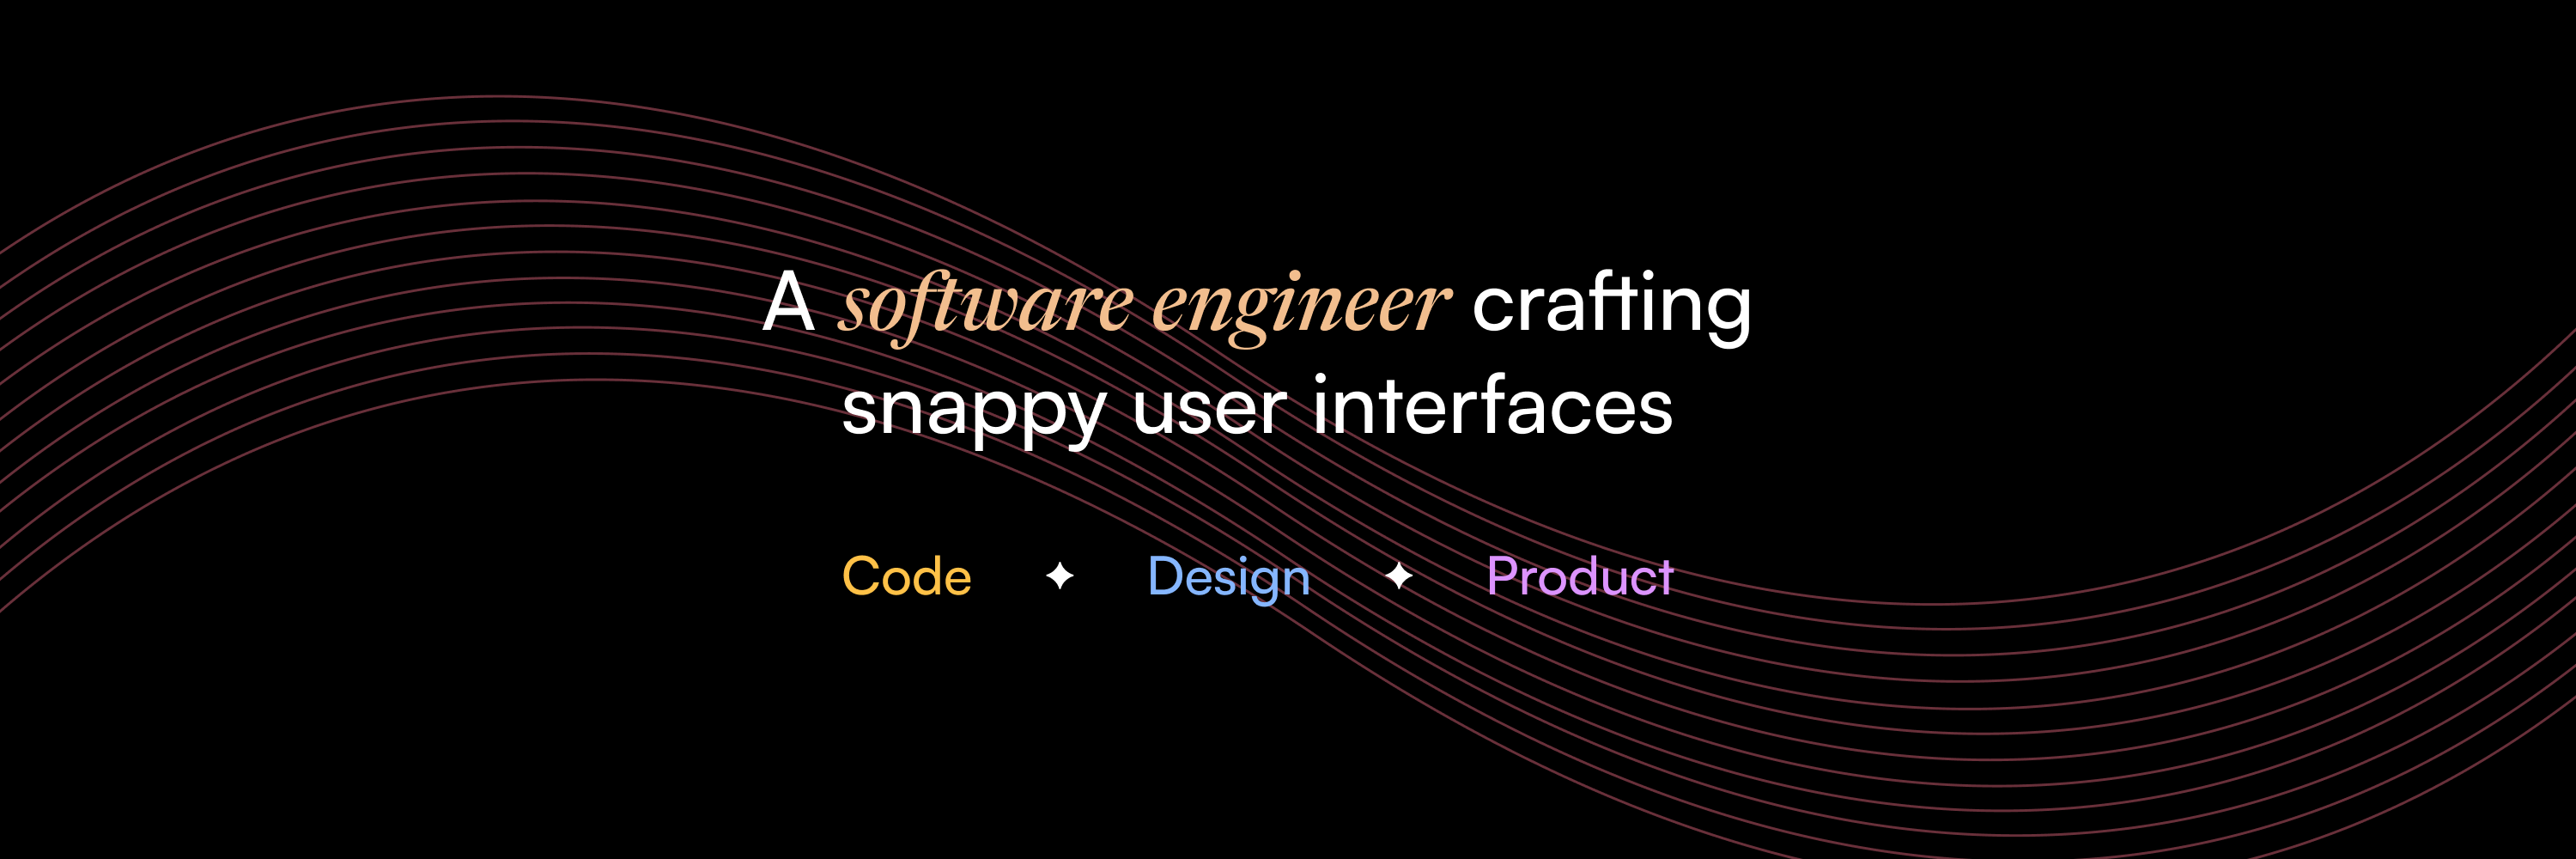 A software engineer crafting
snappy user interfaces
Code ✦ Design ✦ Product